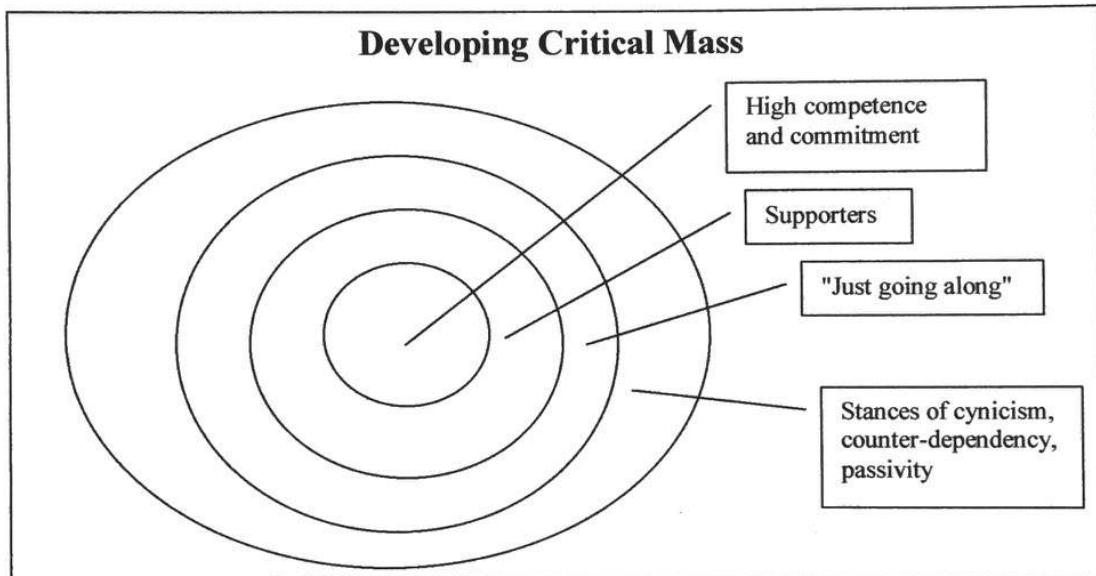 Developing Critical Mass
High competence
and commitment
Supporters
"Just going along"
Stances of cynicism,
counter-dependency,
passivity